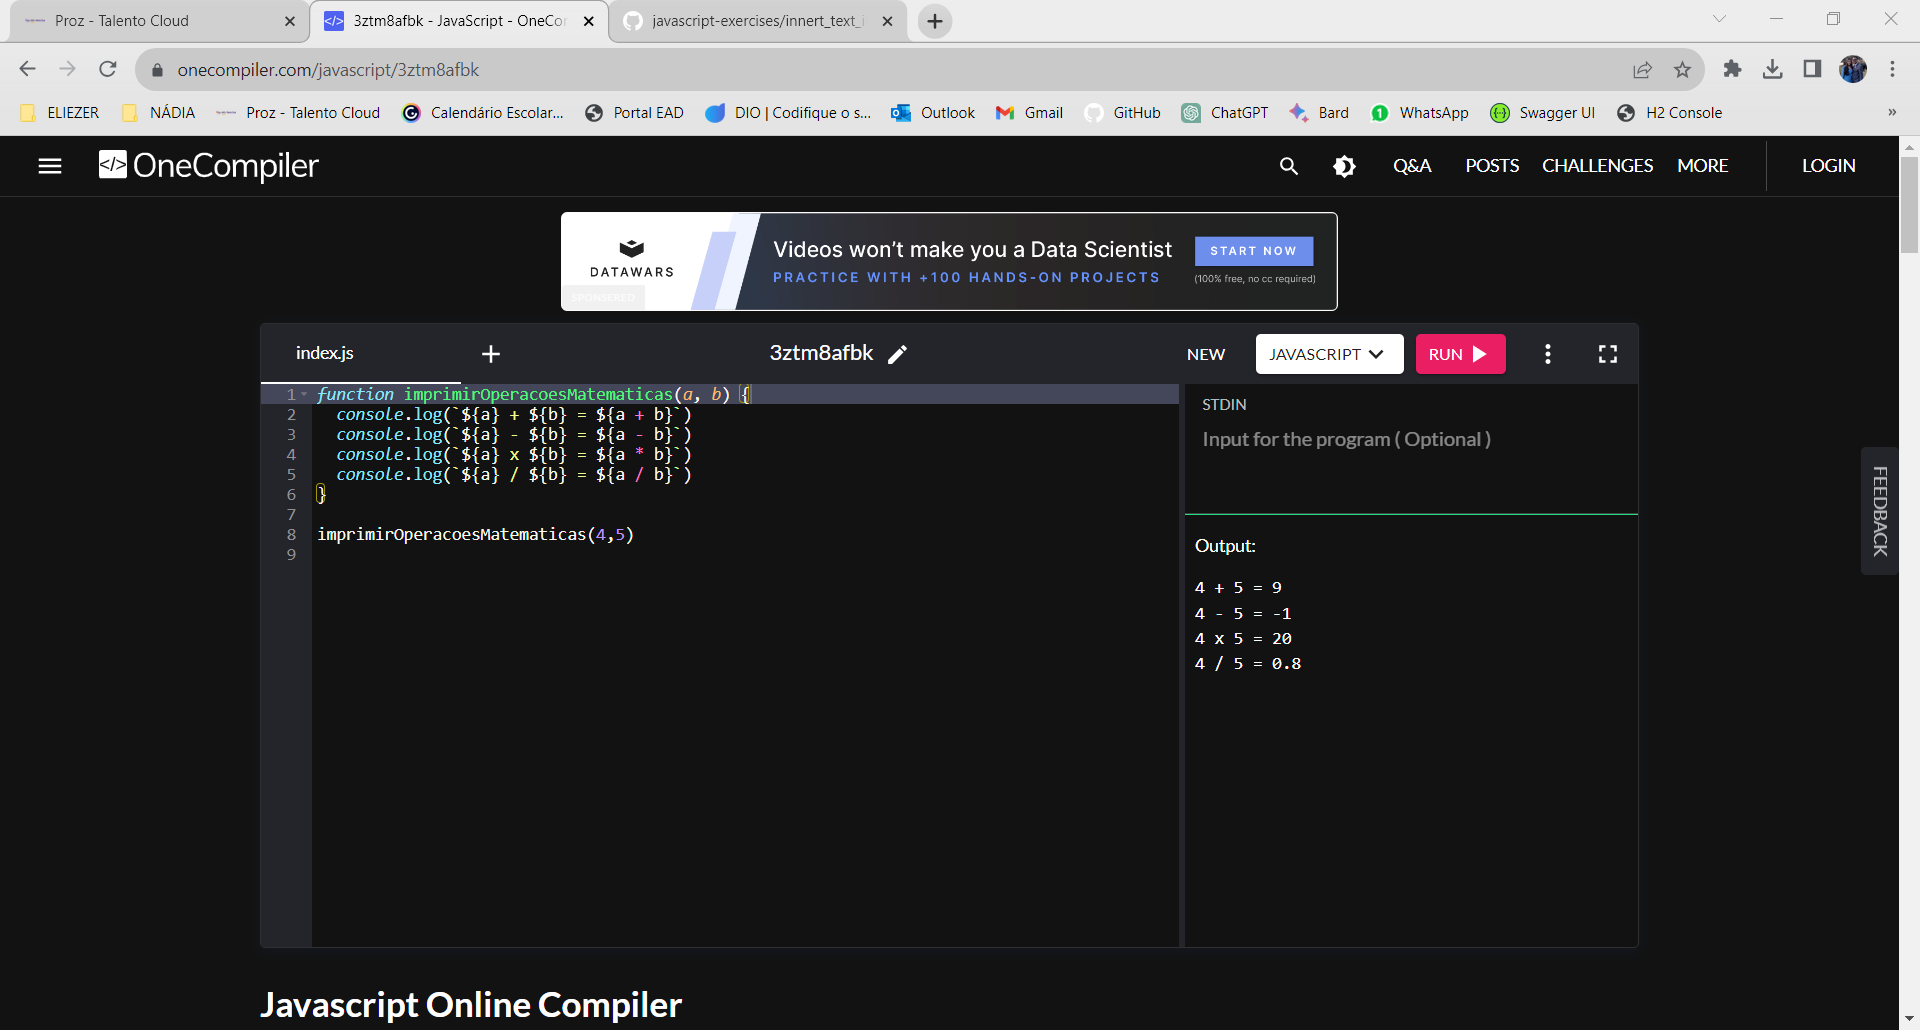 Proz - Talento Cloud
3ztm8afbk - JavaScript - OneCo
javascript-exercises/innert_text_i
onecompiler.com/javascript/3ztm8afbk
ELIEZER
NÁDIA
Proz - Talento Cloud
Calendário Escolar...
Portal EAD
DIO | Codifique o s...
Outlook
Gmail
GitHub
ChatGPT
Bard
WhatsApp
Swagger UI
H2 Console
»
</> OneCompiler
Q&A
POSTS
CHALLENGES
MORE
LOGIN
DATAWARS
SPONSERED
Videos won't make you a Data Scientist
PRACTICE WITH +100 HANDS-ON PROJECTS
START NOW
(100% free, no cc required)
index.js
3ztm8afbk
NEW
JAVASCRIPT
RUN
1 function imprimirOperacoesMatematicas(a, b) {
2 console.log(`${a} + ${b} = ${a + b}`)
3 console.log(`${a} - ${b} = ${a - b}`)
4 console.log(`${a} x ${b} = ${a * b}`)
5 console.log(`${a} / ${b} = ${a / b}`)
6 }
7
8 imprimirOperacoesMatematicas(4,5)
9
STDIN
Input for the program ( Optional )
Output:
4 + 5 = 9
4 - 5 = -1
4 x 5 = 20
4 / 5 = 0.8
FEEDBACK
Javascript Online Compiler